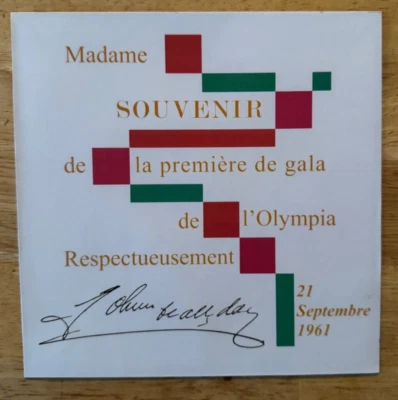 Madame
SOUVENIR
de la première de gala
de l'Olympia
Respectueusement
21
Septembre
1961
Johnny Hallyday